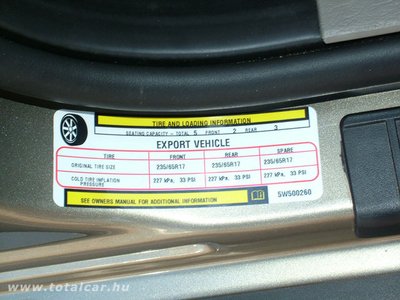 TIRE AND LOADING INFORMATION
SEATING CAPACITY - TOTAL 5 FRONT 2 REAR 3
EXPORT VEHICLE
TIRE FRONT REAR SPARE
ORIGINAL TIRE SIZE 235/65R17 235/65R17 235/65R17
COLD TIRE INFLATION PRESSURE 227 kPa, 33 PSI 227 kPa, 33 PSI 227 kPa, 33 PSI
SEE OWNERS MANUAL FOR ADDITIONAL INFORMATION 5W500260
www.totalcar.hu